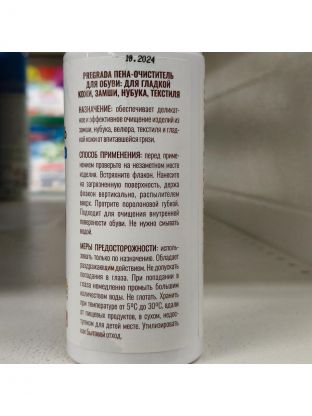 10.2024
PREGRADA ПЕНА-ОЧИСТИТЕЛЬ
ДЛЯ ОБУВИ: ДЛЯ ГЛАДКОЙ
КОЖИ, ЗАМШИ, НУБУКА, ТЕКСТИЛЯ
НАЗНАЧЕНИЕ: обеспечивает деликат-
ное и эффективное очищение изделий из
замши, нубука, велюра, текстиля и глад-
кой кожи от впитавшейся грязи.
СПОСОБ ПРИМЕНЕНИЯ: перед приме-
нением проверьте на незаметном месте
изделия. Встряхните флакон. Нанесите
на загрязненную поверхность, держа
флакон вертикально, распылителем
вверх. Протрите поролоновой губкой.
Подходит для очищения внутренней
поверхности обуви. Не нужно смывать
водой.
МЕРЫ ПРЕДОСТОРОЖНОСТИ: исполь-
зовать только по назначению. Обладает
раздражающим действием. Не допускать
попадания в глаза. При попадании в
глаза немедленно промыть большим
количеством воды. Не глотать. Хранить
при температуре от 5ºC до 30ºC, вдали
от пищевых продуктов, в сухом, недос-
тупном для детей месте. Утилизировать
как бытовой отход.